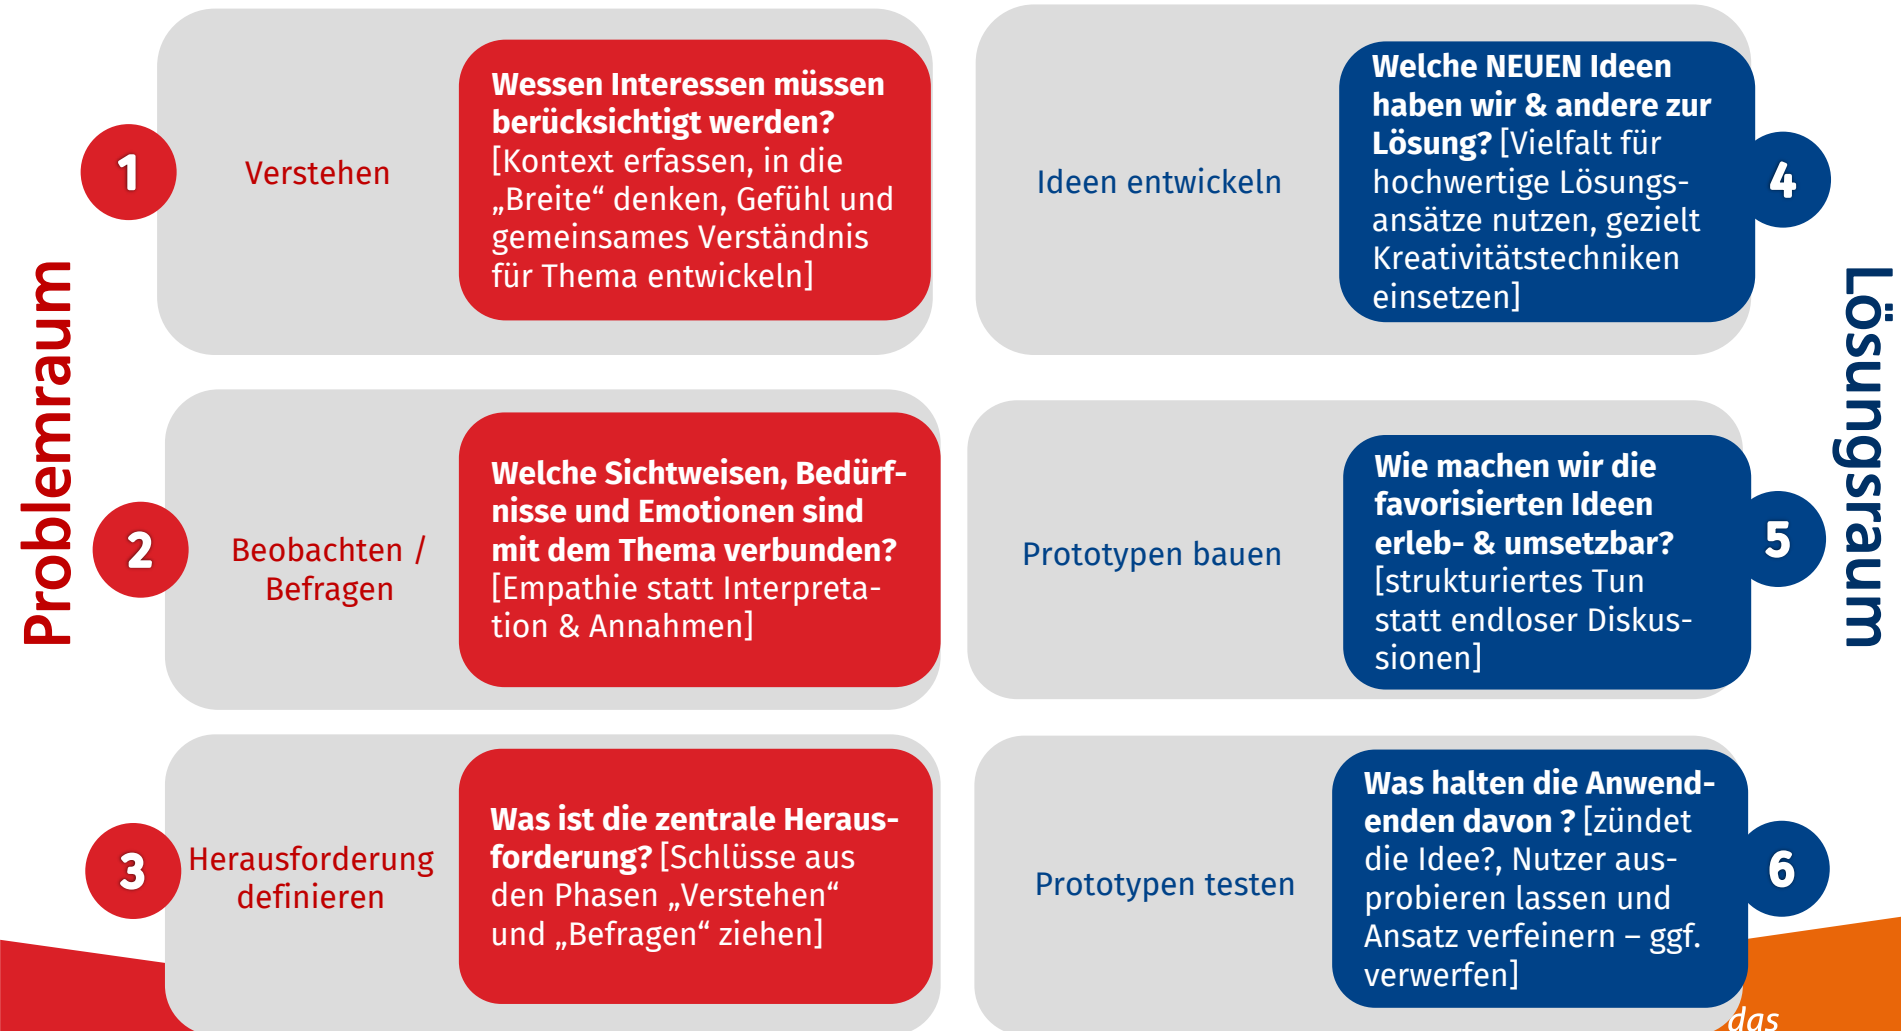 Problemraum
1
Verstehen
Wessen Interessen müssen
berücksichtigt werden?
[Kontext erfassen, in die
„Breite“ denken, Gefühl und
gemeinsames Verständnis
für Thema entwickeln]
2
Beobachten /
Befragen
Welche Sichtweisen, Bedürf-
nisse und Emotionen sind
mit dem Thema verbunden?
[Empathie statt Interpreta-
tion & Annahmen]
3
Herausforderung
definieren
Was ist die zentrale Heraus-
forderung? [Schlüsse aus
den Phasen „Verstehen“
und „Befragen“ ziehen]
Lösungsraum
Ideen entwickeln
Welche NEUEN Ideen
haben wir & andere zur
Lösung? [Vielfalt für
hochwertige Lösungs-
ansätze nutzen, gezielt
Kreativitätstechniken
einsetzen]
4
Prototypen bauen
Wie machen wir die
favorisierten Ideen
erleb- & umsetzbar?
[strukturiertes Tun
statt endloser Diskus-
sionen]
5
Prototypen testen
Was halten die Anwend-
enden davon ? [zündet
die Idee?, Nutzer aus-
probieren lassen und
Ansatz verfeinern – ggf.
verwerfen]
6
das